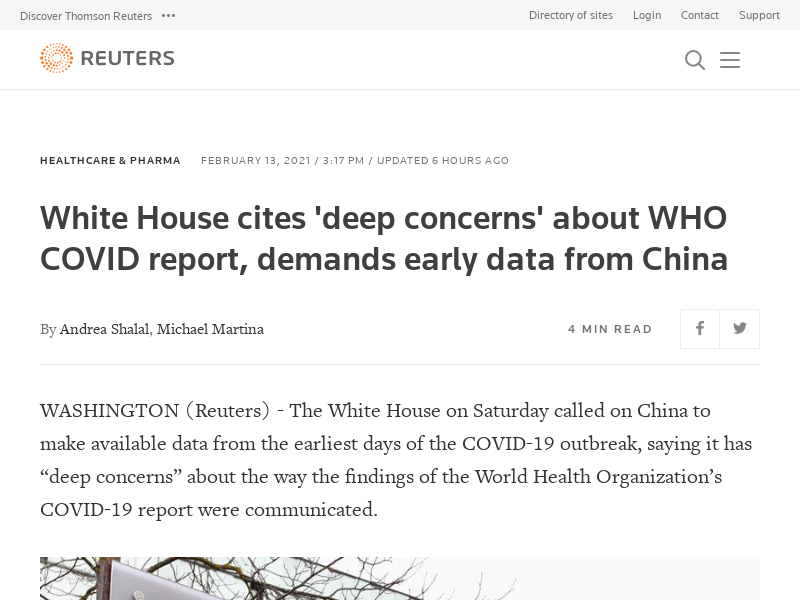 Discover Thomson Reuters •••
Directory of sites Login Contact Support
REUTERS
HEALTHCARE & PHARMA FEBRUARY 13, 2021 / 3:17 PM / UPDATED 6 HOURS AGO
White House cites 'deep concerns' about WHO
COVID report, demands early data from China
By Andrea Shalal, Michael Martina
4 MIN READ
WASHINGTON (Reuters) - The White House on Saturday called on China to
make available data from the earliest days of the COVID-19 outbreak, saying it has
“deep concerns” about the way the findings of the World Health Organization’s
COVID-19 report were communicated.